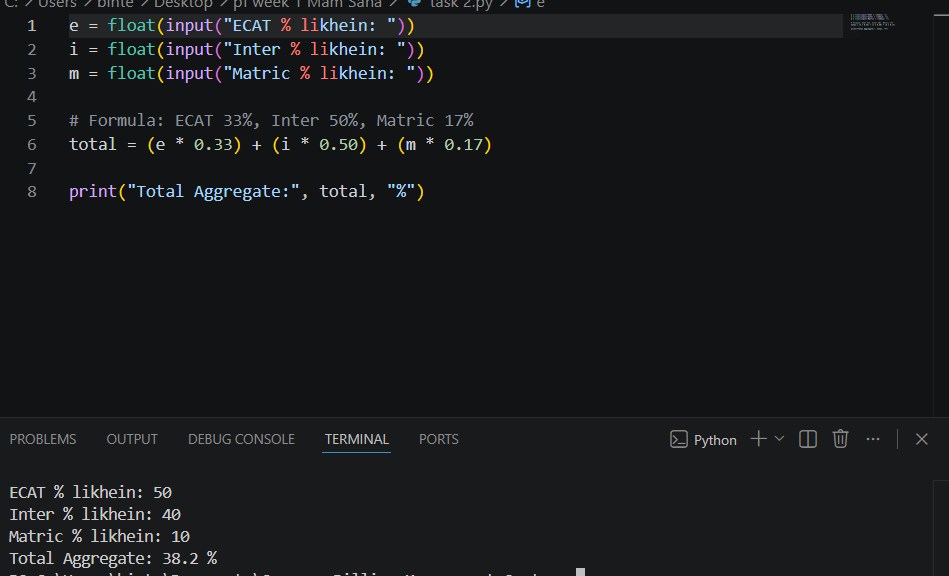 C: > Users > binte > Desktop > pf week 1 Mam Sana > task 2.py > e
1 e = float(input("ECAT % likhein: "))
2 i = float(input("Inter % likhein: "))
3 m = float(input("Matric % likhein: "))
4
5 # Formula: ECAT 33%, Inter 50%, Matric 17%
6 total = (e * 0.33) + (i * 0.50) + (m * 0.17)
7
8 print("Total Aggregate:", total, "%")
PROBLEMS OUTPUT DEBUG CONSOLE TERMINAL PORTS Python
ECAT % likhein: 50
Inter % likhein: 40
Matric % likhein: 10
Total Aggregate: 38.2 %